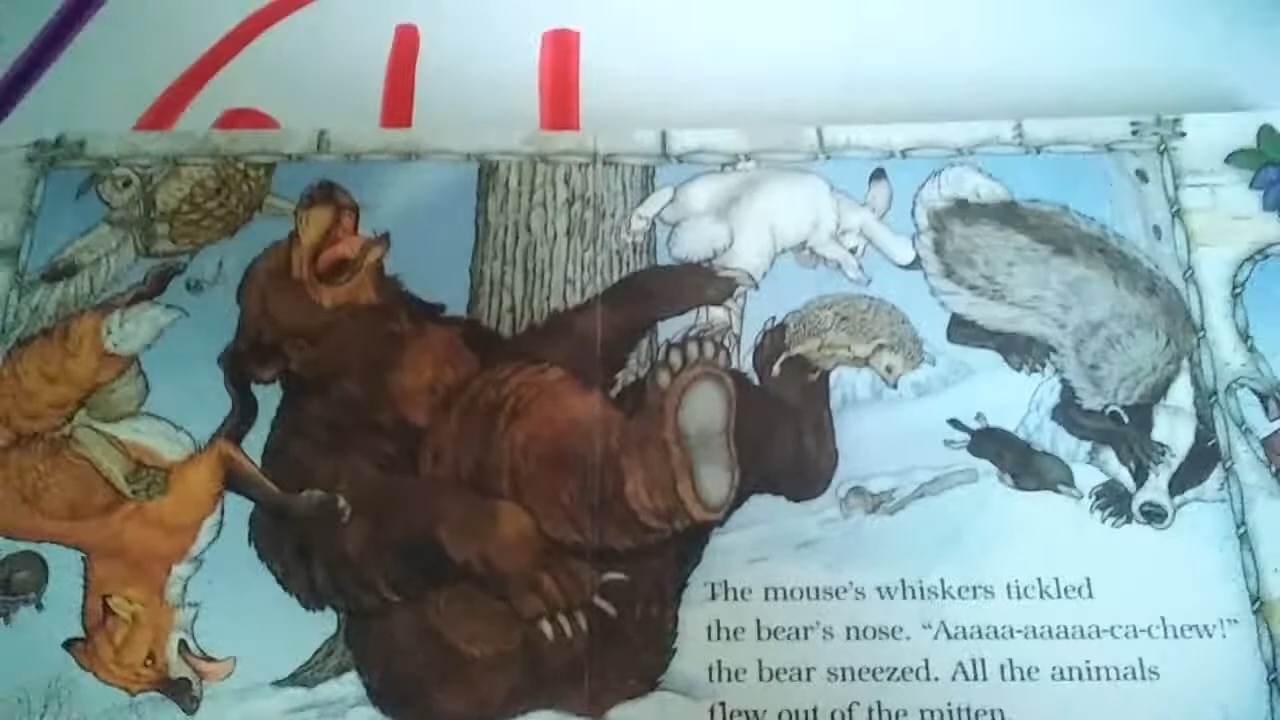 The mouse's whiskers tickled
the bear's nose. "Aaaaa-aaaaa-ca-chew!"
the bear sneezed. All the animals
flew out of the mitten.